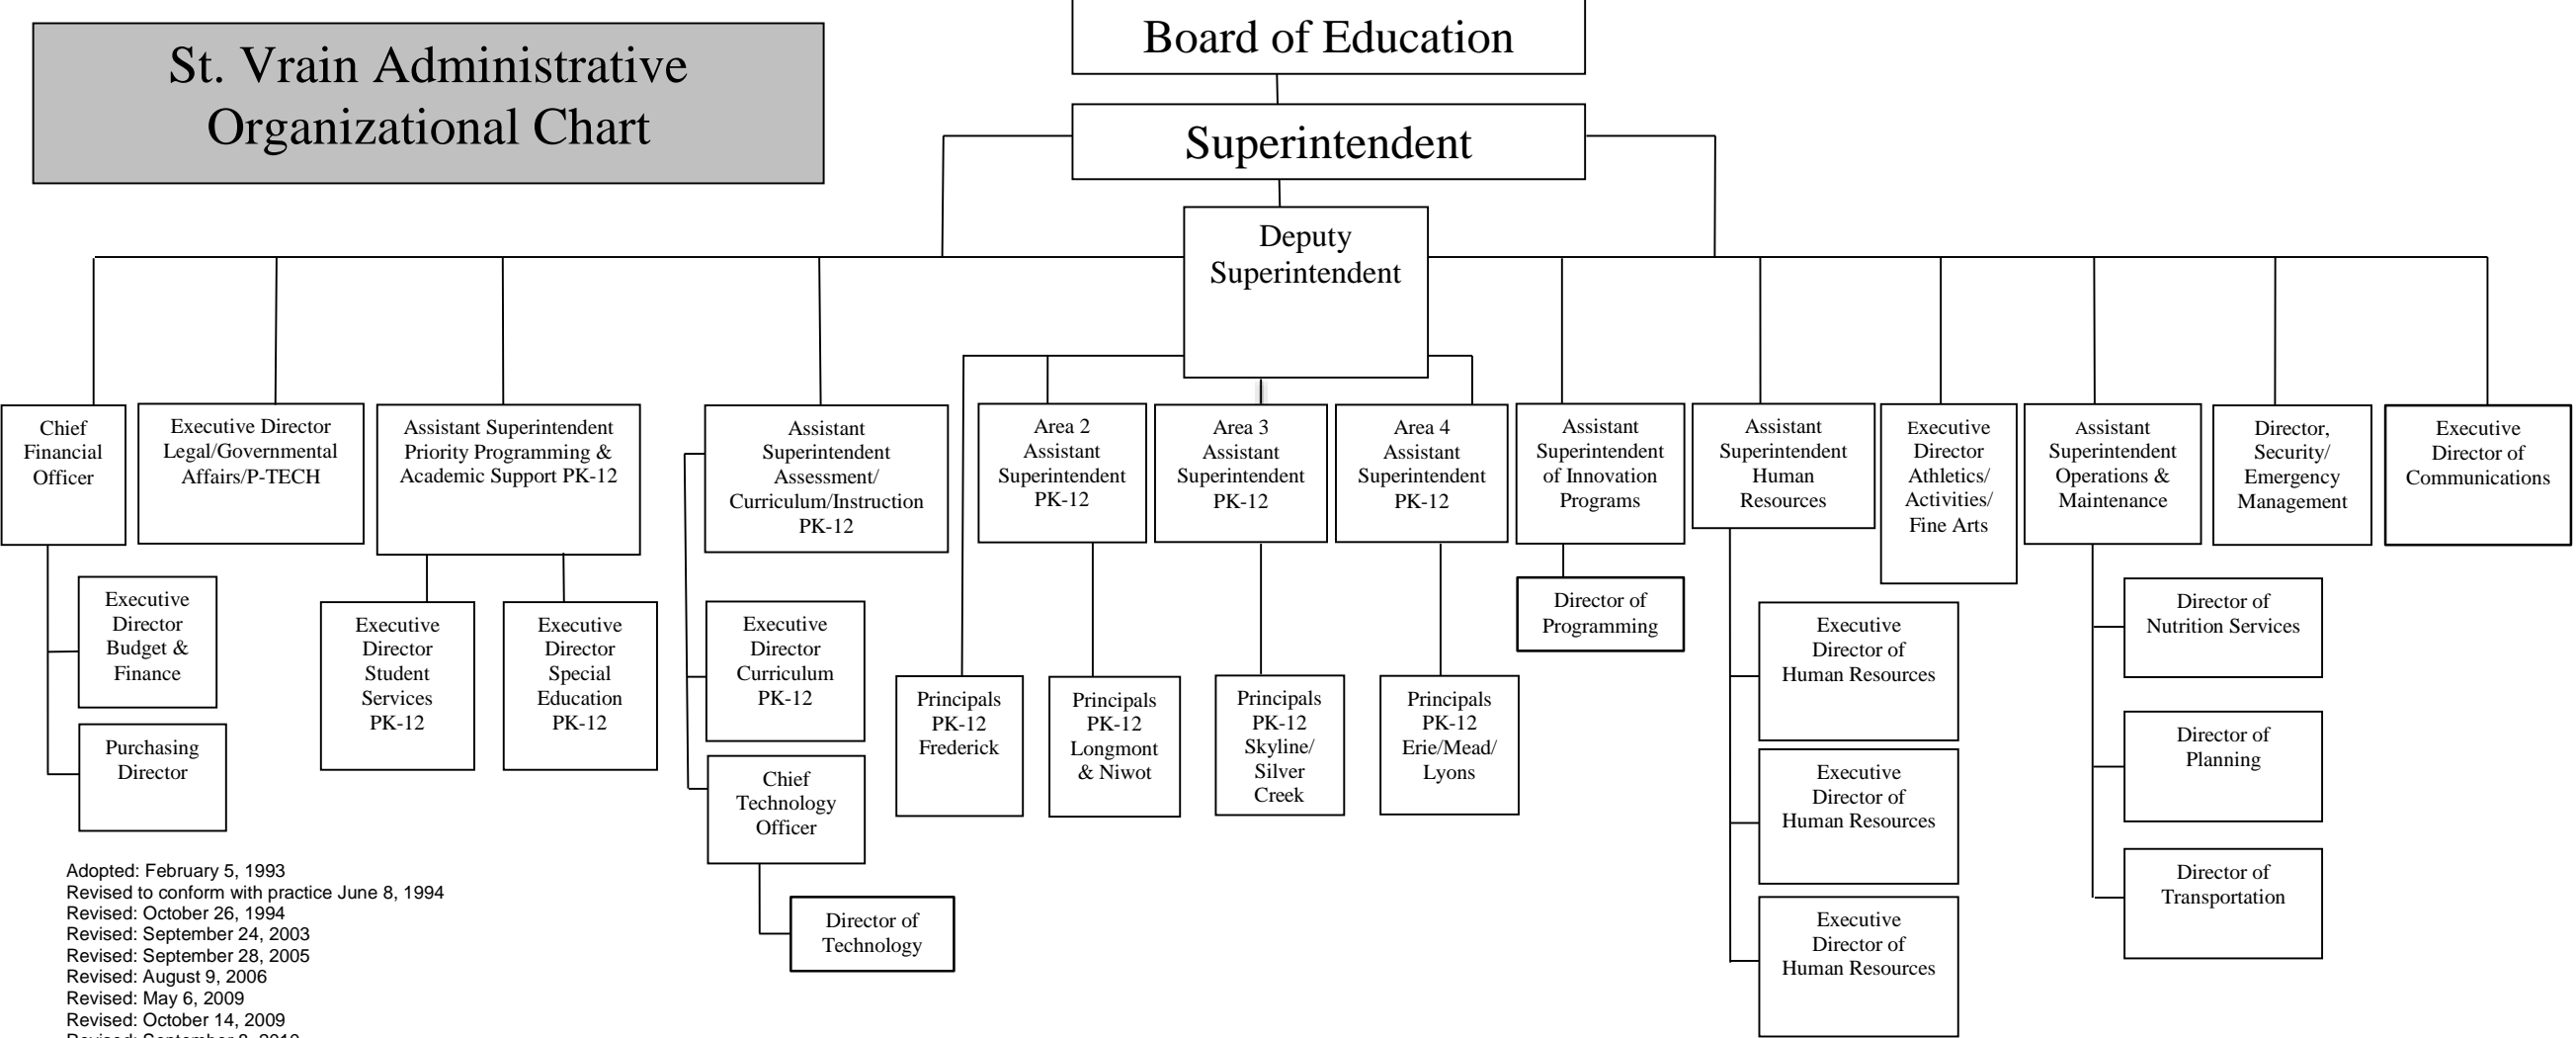 St. Vrain Administrative
Organizational Chart
Board of Education
Superintendent
Deputy
Superintendent
Chief
Financial
Officer
Executive Director
Legal/Governmental
Affairs/P-TECH
Assistant Superintendent
Priority Programming &
Academic Support PK-12
Assistant
Superintendent
Assessment/
Curriculum/Instruction
PK-12
Area 2
Assistant
Superintendent
PK-12
Area 3
Assistant
Superintendent
PK-12
Area 4
Assistant
Superintendent
PK-12
Assistant
Superintendent
of Innovation
Programs
Assistant
Superintendent
Human
Resources
Executive
Director
Athletics/
Activities/
Fine Arts
Assistant
Superintendent
Operations &
Maintenance
Director,
Security/
Emergency
Management
Executive
Director of
Communications
Executive
Director
Budget &
Finance
Purchasing
Director
Executive
Director
Student
Services
PK-12
Executive
Director
Special
Education
PK-12
Executive
Director
Curriculum
PK-12
Chief
Technology
Officer
Director of
Technology
Principals
PK-12
Frederick
Principals
PK-12
Longmont
& Niwot
Principals
PK-12
Skyline/
Silver
Creek
Principals
PK-12
Erie/Mead/
Lyons
Director of
Programming
Executive
Director of
Human Resources
Executive
Director of
Human Resources
Executive
Director of
Human Resources
Director of
Nutrition Services
Director of
Planning
Director of
Transportation
Adopted: February 5, 1993
Revised to conform with practice June 8, 1994
Revised: October 26, 1994
Revised: September 24, 2003
Revised: September 28, 2005
Revised: August 9, 2006
Revised: May 6, 2009
Revised: October 14, 2009
Revised: September 8, 2010